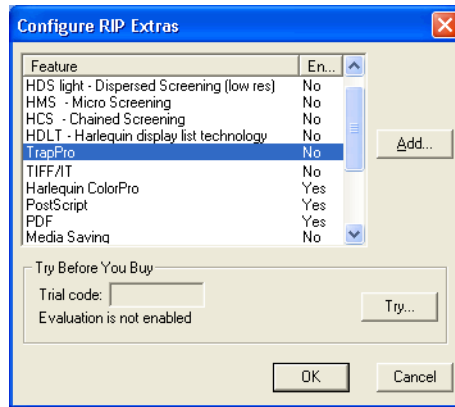 Configure RIP Extras
Feature En...
HDS light - Dispersed Screening (low res) No
HMS - Micro Screening No
HCS - Chained Screening No
HDLT - Harlequin display list technology No
TrapPro No
TIFF/IT No
Harlequin ColorPro Yes
PostScript Yes
PDF Yes
Media Saving No
Add...
Try Before You Buy
Trial code:
Evaluation is not enabled
Try...
OK Cancel